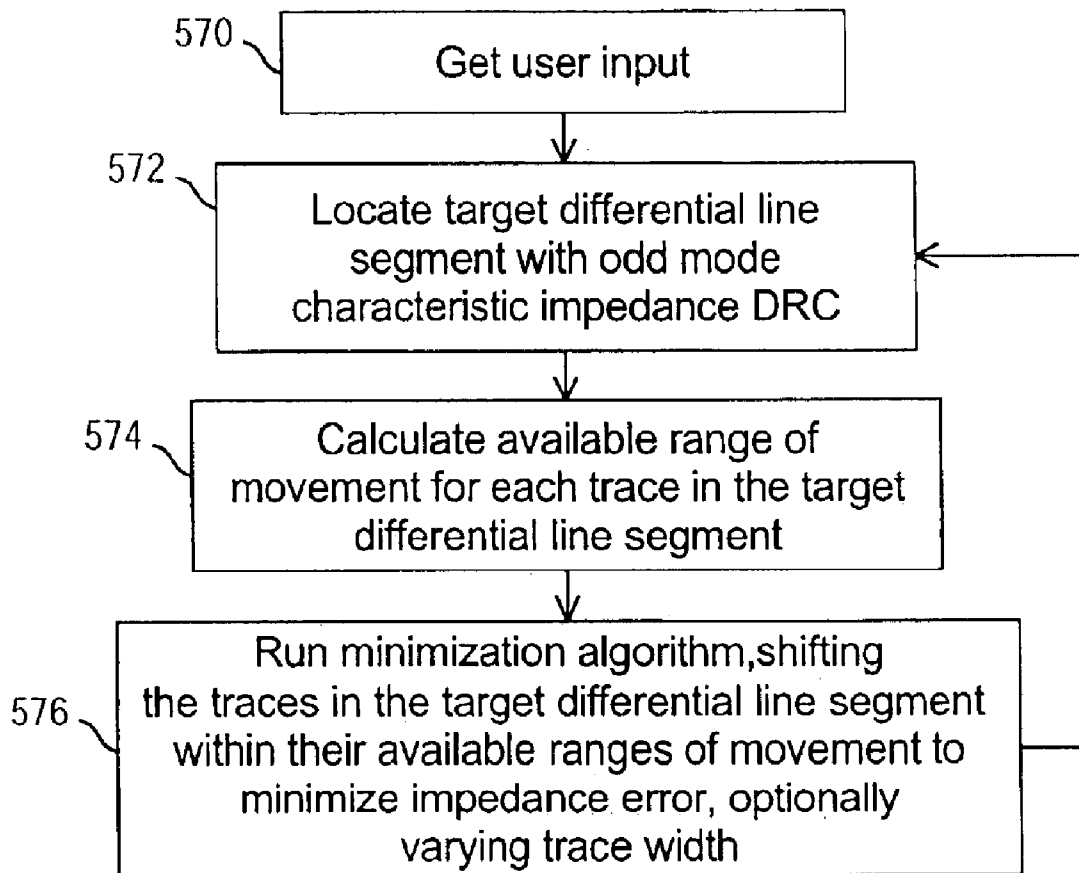 570
Get user input
572
Locate target differential line
segment with odd mode
characteristic impedance DRC
574
Calculate available range of
movement for each trace in the target
differential line segment
576
Run minimization algorithm,shifting
the traces in the target differential line segment
within their available ranges of movement to
minimize impedance error, optionally
varying trace width